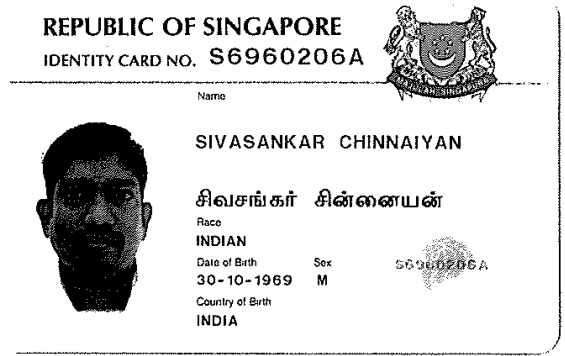 REPUBLIC OF SINGAPORE
IDENTITY CARD NO. S6960206A
Name
SIVASANKAR CHINNAIYAN
சிவசங்கர் சின்னையன்
Race
INDIAN
Date of Birth Sex
30-10-1969 M
S6960206A
Country of Birth
INDIA